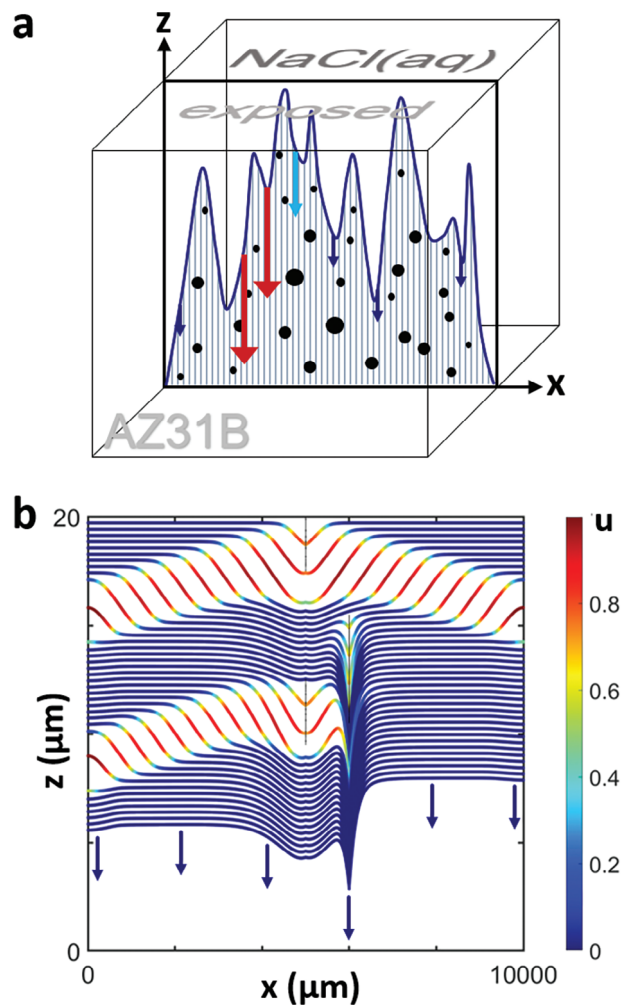 a
z
NaCl(aq)
exposed
x
AZ31B
b
20
u
0.8
0.6
z (μm)
0.4
0.2
0
0
0
10000
x (μm)